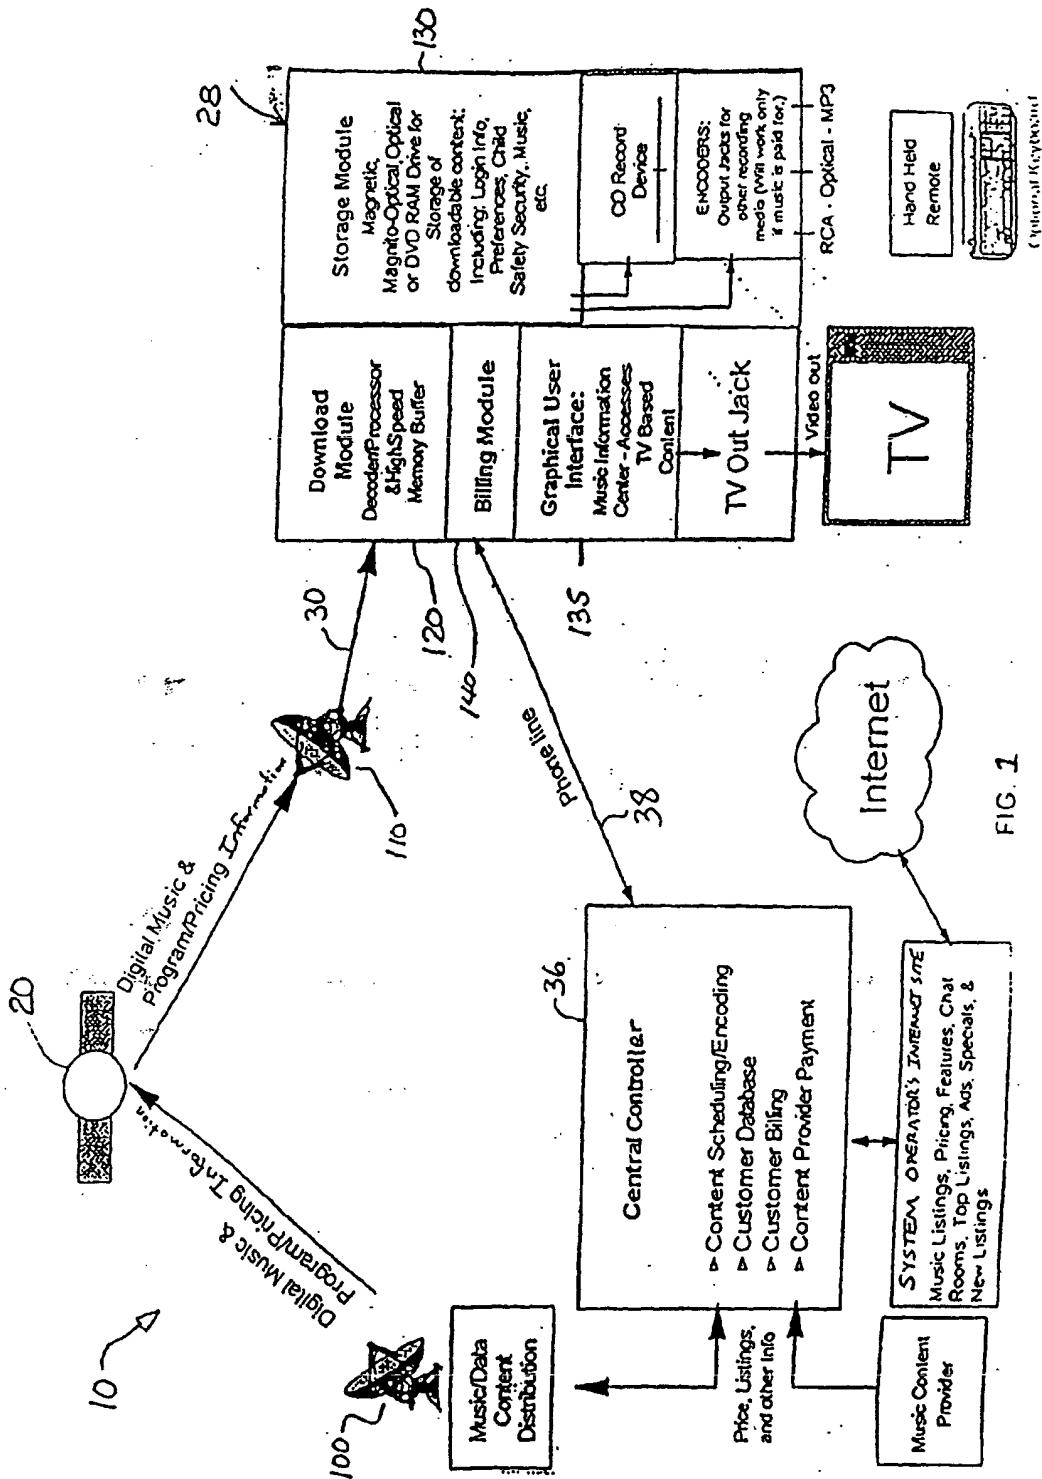 10
20
Digital Music &
Program/Pricing Information
Digital Music &
Program/Pricing Information
100
Music/Data
Content
Distribution
110
30
28
130
Download
Module
Decoder/Processor
&HighSpeed
Memory Buffer
120
140
Billing Module
135
Graphical User
Interface:
Music Information
Center - Accesses
TV Based
Content
TV Out Jack
Video out
TV
Storage Module
Magnetic,
Magnito-Optical, Optical
or DVD RAM Drive for
Storage of
downloadable content:
Including: Login Info,
Preferences, Child
Safety Security, Music,
etc.
CD Record
Device
ENCODERS:
Output Jacks for
other recording
media (Will work only
if music is paid for.)
RCA - Optical - MP3
Hand Held
Remote
Optional Keyboard
Phone line
38
36
Central Controller
▻ Content Scheduling/Encoding
▻ Customer Database
▻ Customer Billing
▻ Content Provider Payment
Price, Listings,
and other Info
Music Content
Provider
SYSTEM OPERATOR'S INTERNET SITE
Music Listings, Pricing, Features, Chat
Rooms, Top Listings, Ads, Specials, &
New Listings
Internet
FIG. 1